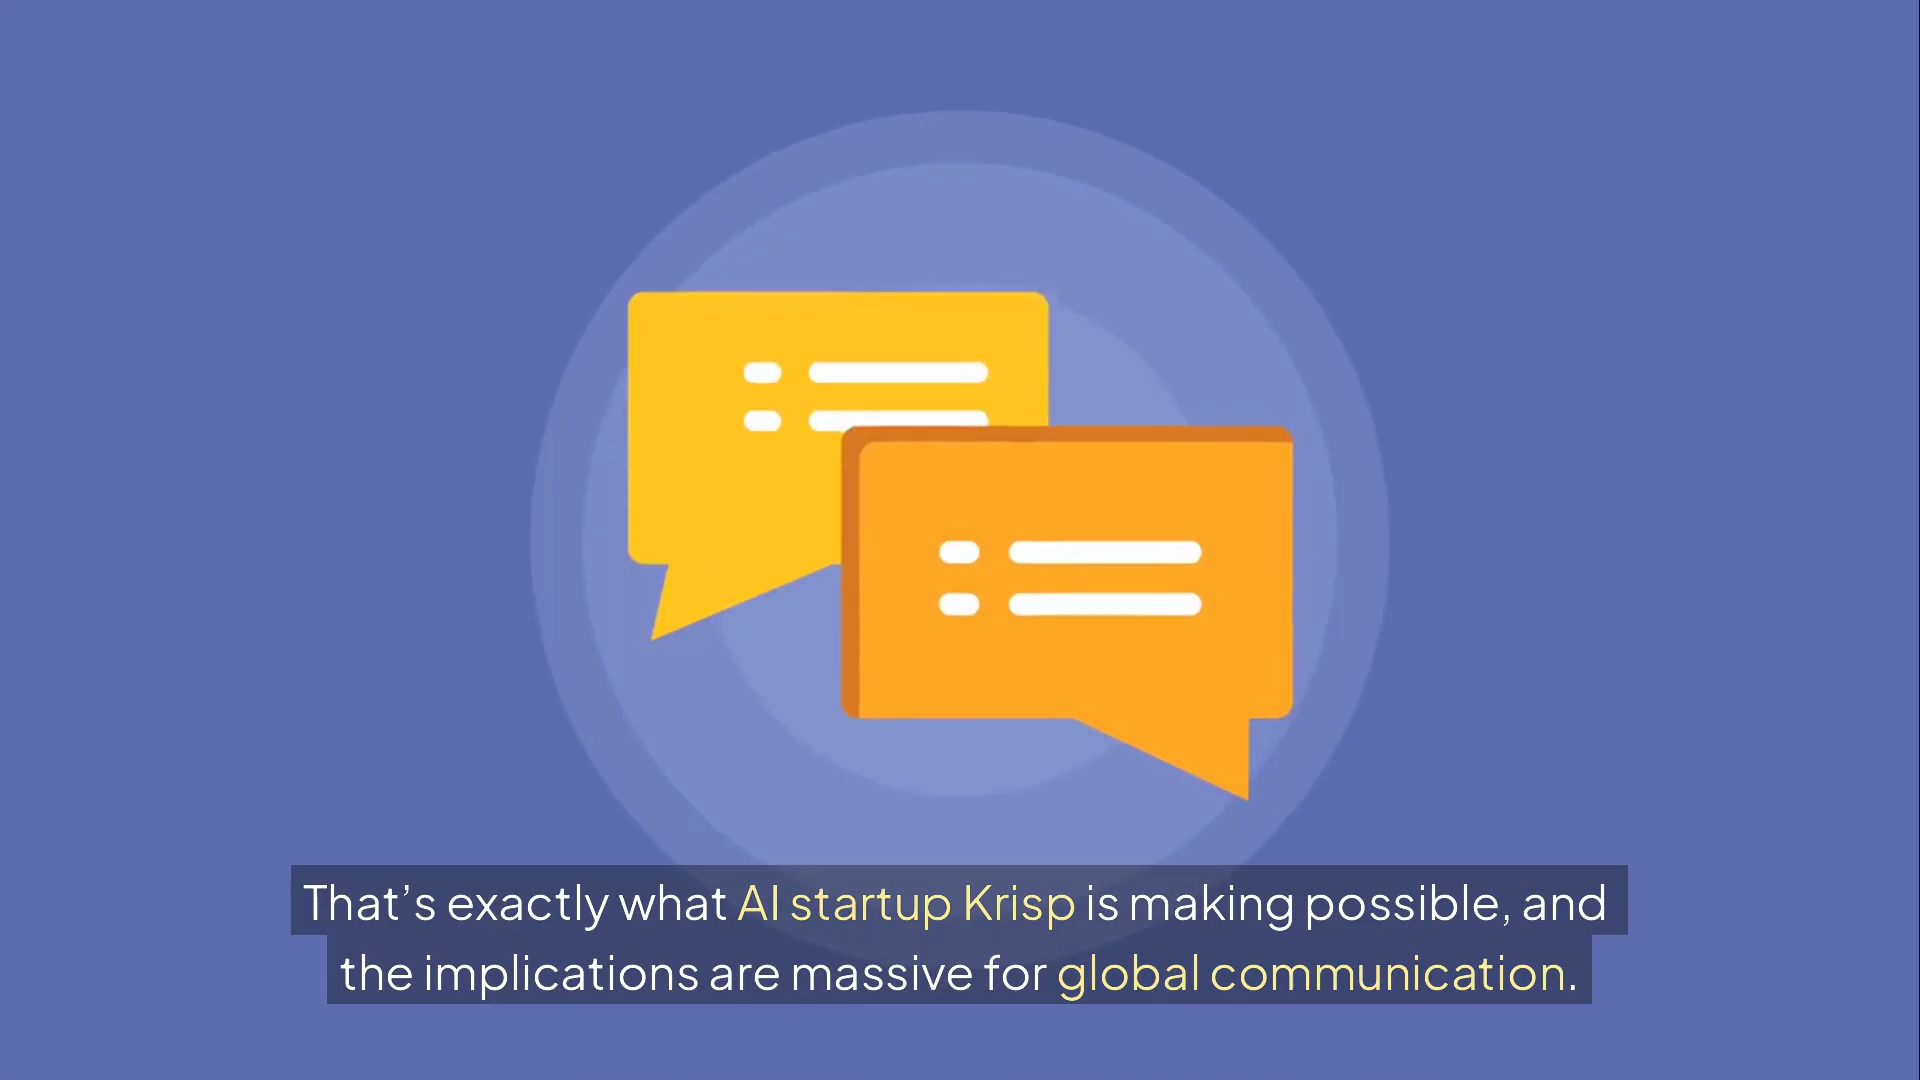 That’s exactly what AI startup Krisp is making possible, and
the implications are massive for global communication.